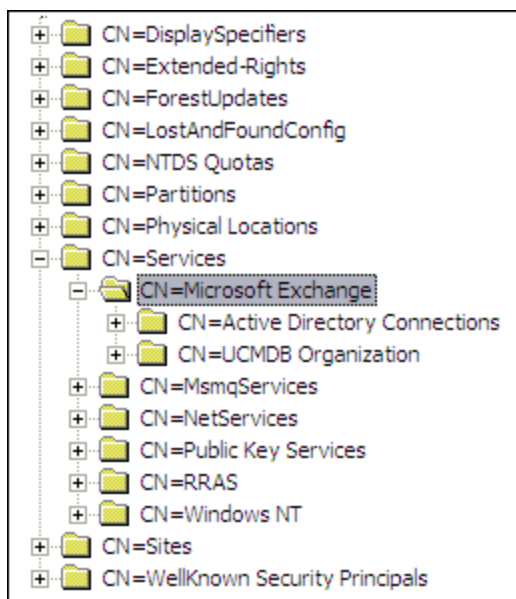 CN=DisplaySpecifiers
CN=Extended-Rights
CN=ForestUpdates
CN=LostAndFoundConfig
CN=NTDS Quotas
CN=Partitions
CN=Physical Locations
CN=Services
CN=Microsoft Exchange
CN=Active Directory Connections
CN=UCMDB Organization
CN=MsmqServices
CN=NetServices
CN=Public Key Services
CN=RRAS
CN=Windows NT
CN=Sites
CN=WellKnown Security Principals